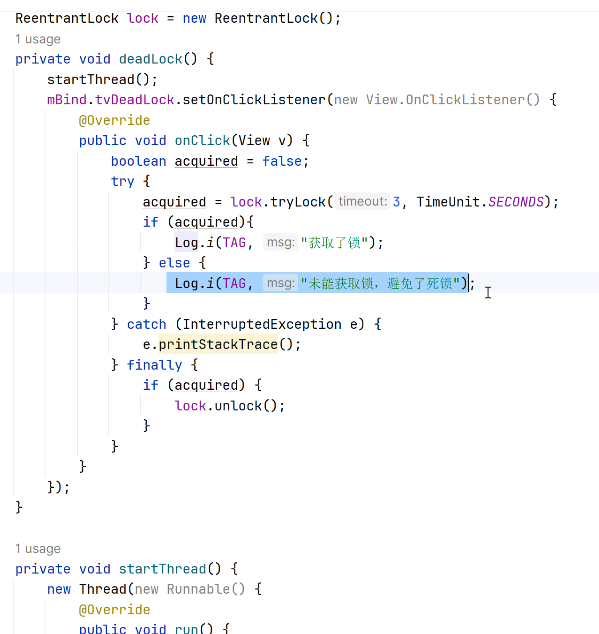 ReentrantLock lock = new ReentrantLock();
1 usage
private void deadLock() {
startThread();
mBind.tvDeadLock.setOnClickListener(new View.OnClickListener() {
@Override
public void onClick(View v) {
boolean acquired = false;
try {
acquired = lock.tryLock( timeout: 3, TimeUnit.SECONDS);
if (acquired){
Log.i(TAG, msg: "获取了锁");
} else {
Log.i(TAG, msg: "未能获取锁，避免了死锁");
}
} catch (InterruptedException e) {
e.printStackTrace();
} finally {
if (acquired) {
lock.unlock();
}
}
}
});
}
1 usage
private void startThread() {
new Thread(new Runnable() {
@Override
public void run() {